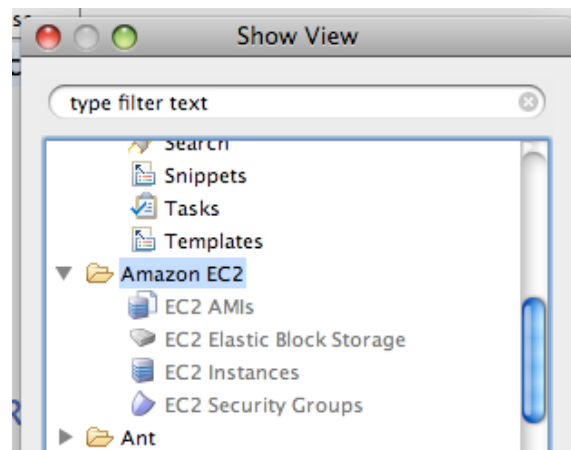 Show View
type filter text
Search
Snippets
Tasks
Templates
Amazon EC2
EC2 AMIs
EC2 Elastic Block Storage
EC2 Instances
EC2 Security Groups
Ant